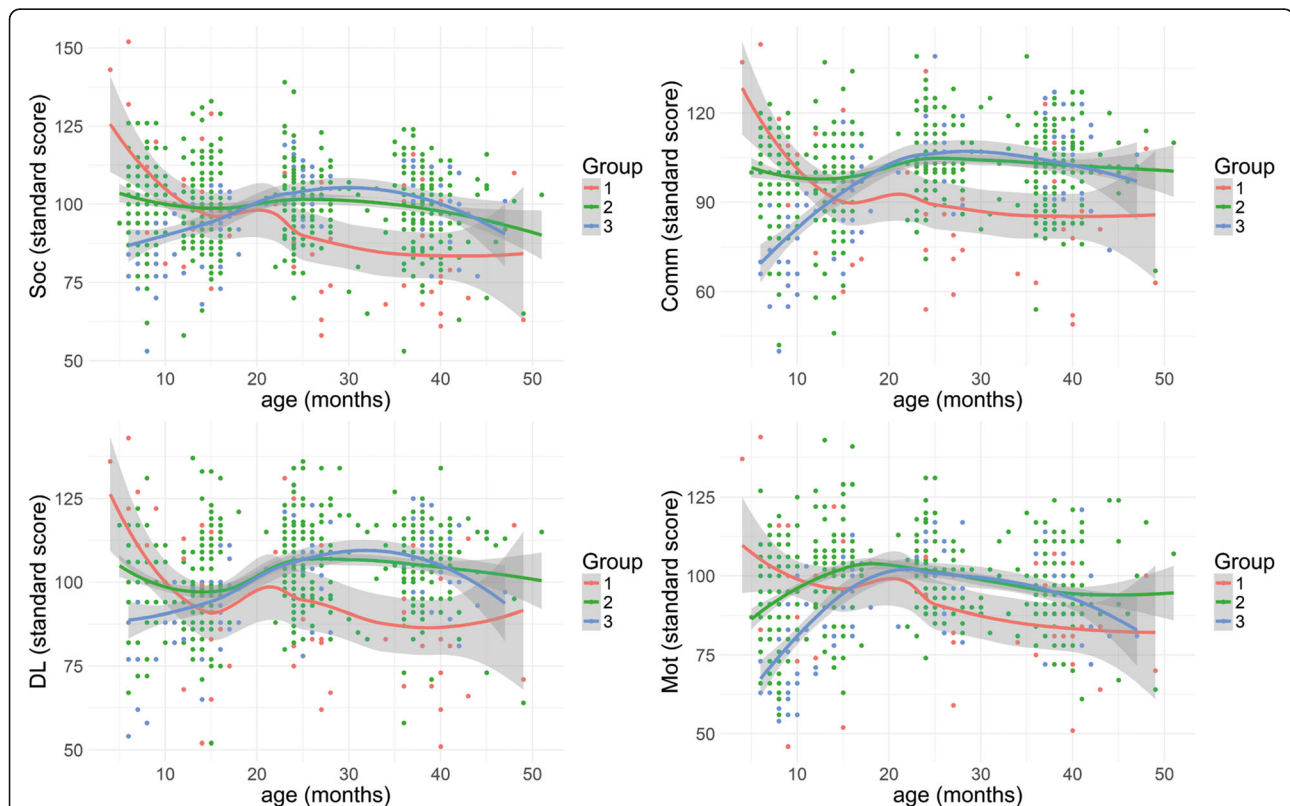 150
125
100
75
50
Soc (standard score)
10 20 30 40 50
age (months)
Group
1
2
3
120
90
60
Comm (standard score)
10 20 30 40 50
age (months)
Group
1
2
3
125
100
75
50
DL (standard score)
10 20 30 40 50
age (months)
Group
1
2
3
125
100
75
50
Mot (standard score)
10 20 30 40 50
age (months)
Group
1
2
3